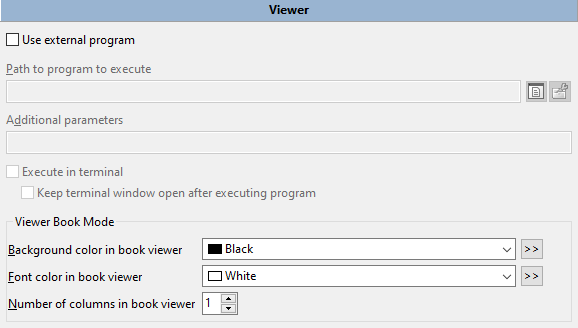 Viewer
Use external program
Path to program to execute
Additional parameters
Execute in terminal
Keep terminal window open after executing program
Viewer Book Mode
Background color in book viewer Black >>
Font color in book viewer White >>
Number of columns in book viewer 1